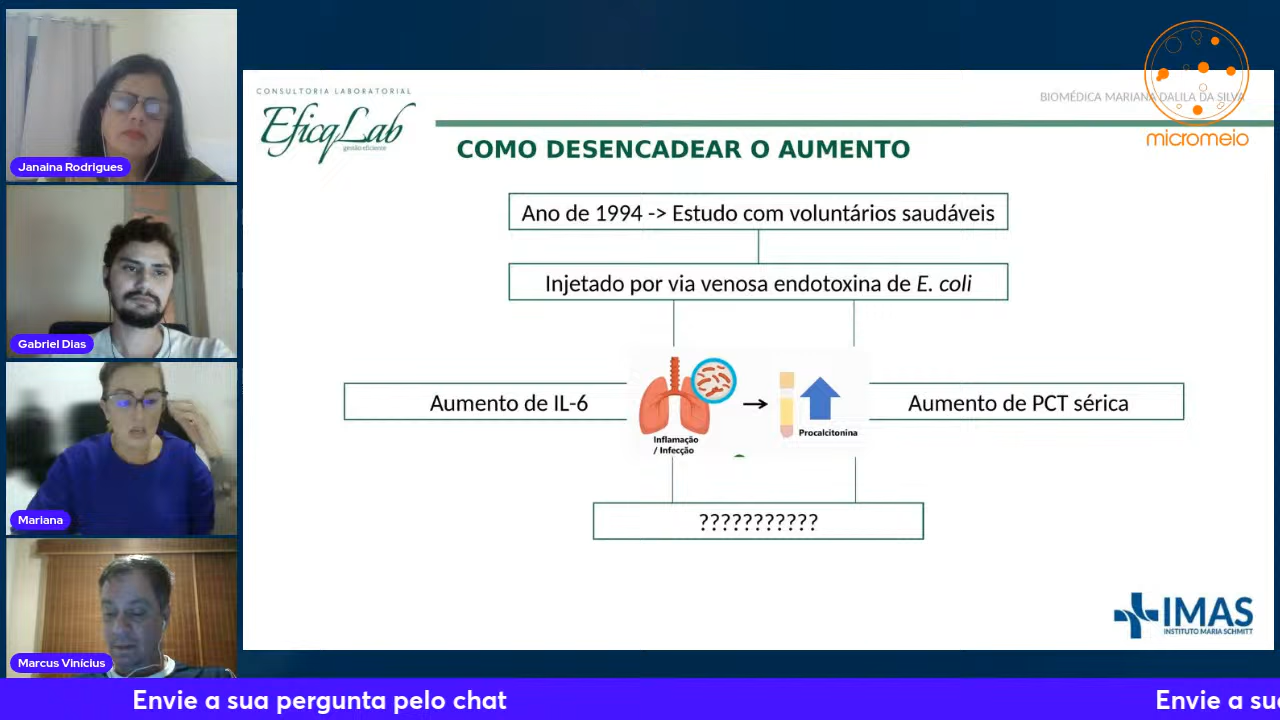 Janaina Rodrigues
Gabriel Dias
Mariana
Marcus Vinícius
CONSULTORIA LABORATORIAL
EficqLab
gestão eficiente
BIOMÉDICA MARIANA DALILA DA SILVA
micromeio
COMO DESENCADEAR O AUMENTO
Ano de 1994 -> Estudo com voluntários saudáveis
Injetado por via venosa endotoxina de E. coli
Aumento de IL-6
Inflamação
/ Infecção
Procalcitonina
Aumento de PCT sérica
???????????
IMAS
INSTITUTO MARIA SCHMITT
Envie a sua pergunta pelo chat
Envie a su